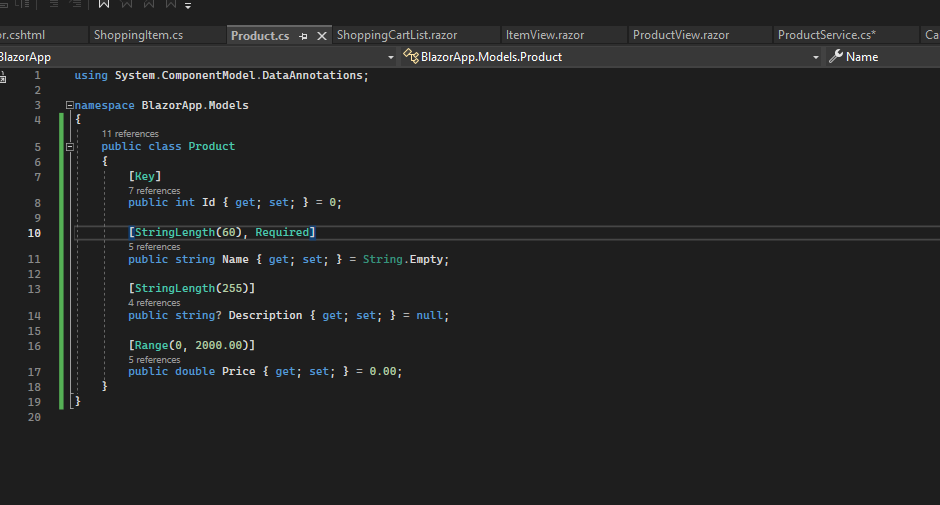 or.cshtml ShoppingItem.cs Product.cs ShoppingCartList.razor ItemView.razor ProductView.razor ProductService.cs* Ca
BlazorApp BlazorApp.Models.Product Name
1 using System.ComponentModel.DataAnnotations;
2
3 namespace BlazorApp.Models
4 {
11 references
5 public class Product
6 {
7 [Key]
7 references
8 public int Id { get; set; } = 0;
9
10 [StringLength(60), Required]
5 references
11 public string Name { get; set; } = String.Empty;
12
13 [StringLength(255)]
4 references
14 public string? Description { get; set; } = null;
15
16 [Range(0, 2000.00)]
5 references
17 public double Price { get; set; } = 0.00;
18 }
19 }
20